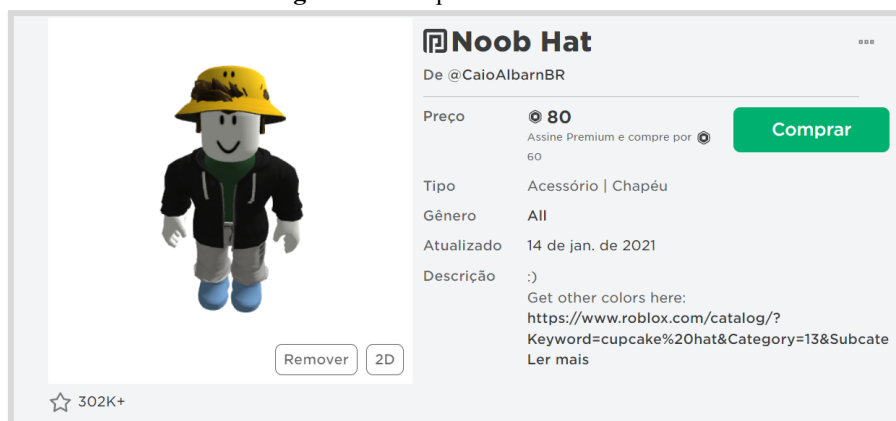 Noob Hat
De @CaioAlbarnBR
Preço
80
Comprar
Assine Premium e compre por
60
Tipo
Acessório | Chapéu
Gênero
All
Atualizado
14 de jan. de 2021
Descrição
:)
Get other colors here:
https://www.roblox.com/catalog/?
Keyword=cupcake%20hat&Category=13&Subcate
Ler mais
Remover
2D
302K+